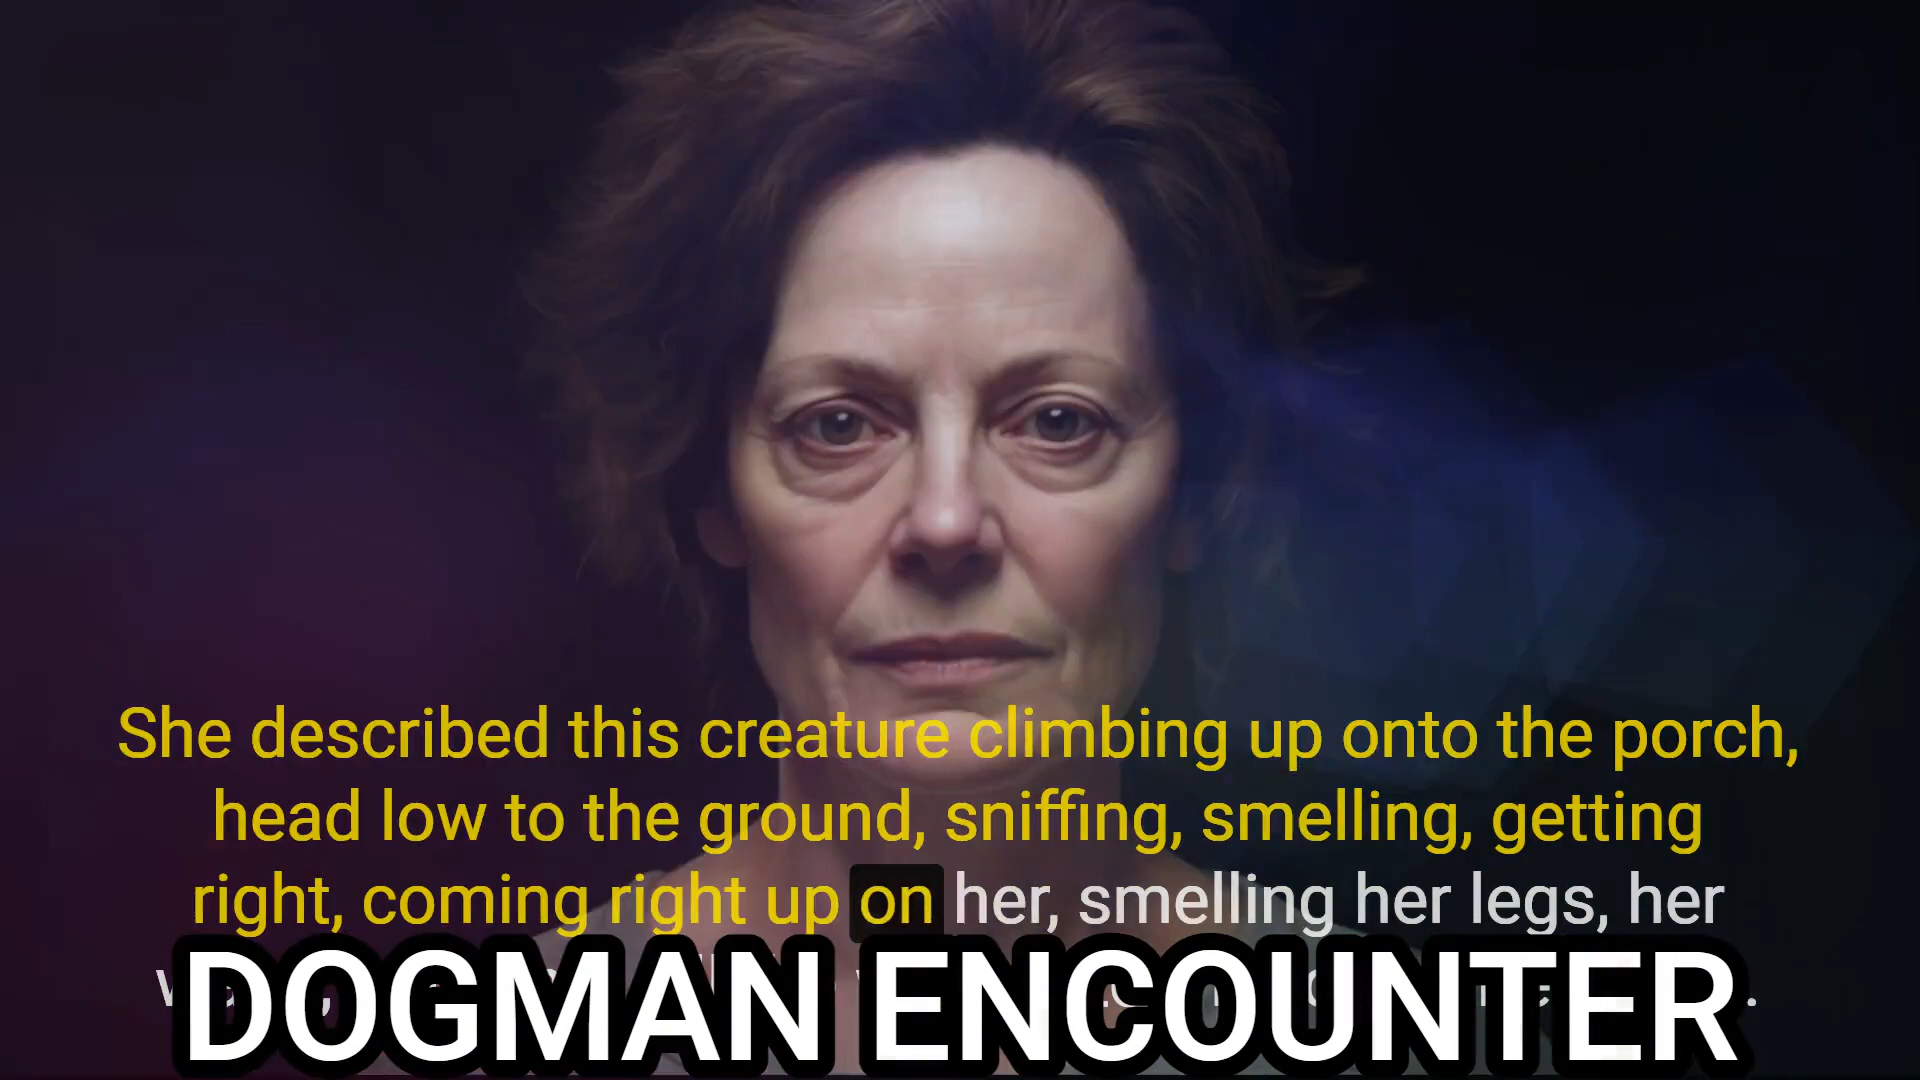 She described this creature climbing up onto the porch,
head low to the ground, sniffing, smelling, getting
right, coming right up on her, smelling her legs, her
DOGMAN ENCOUNTER